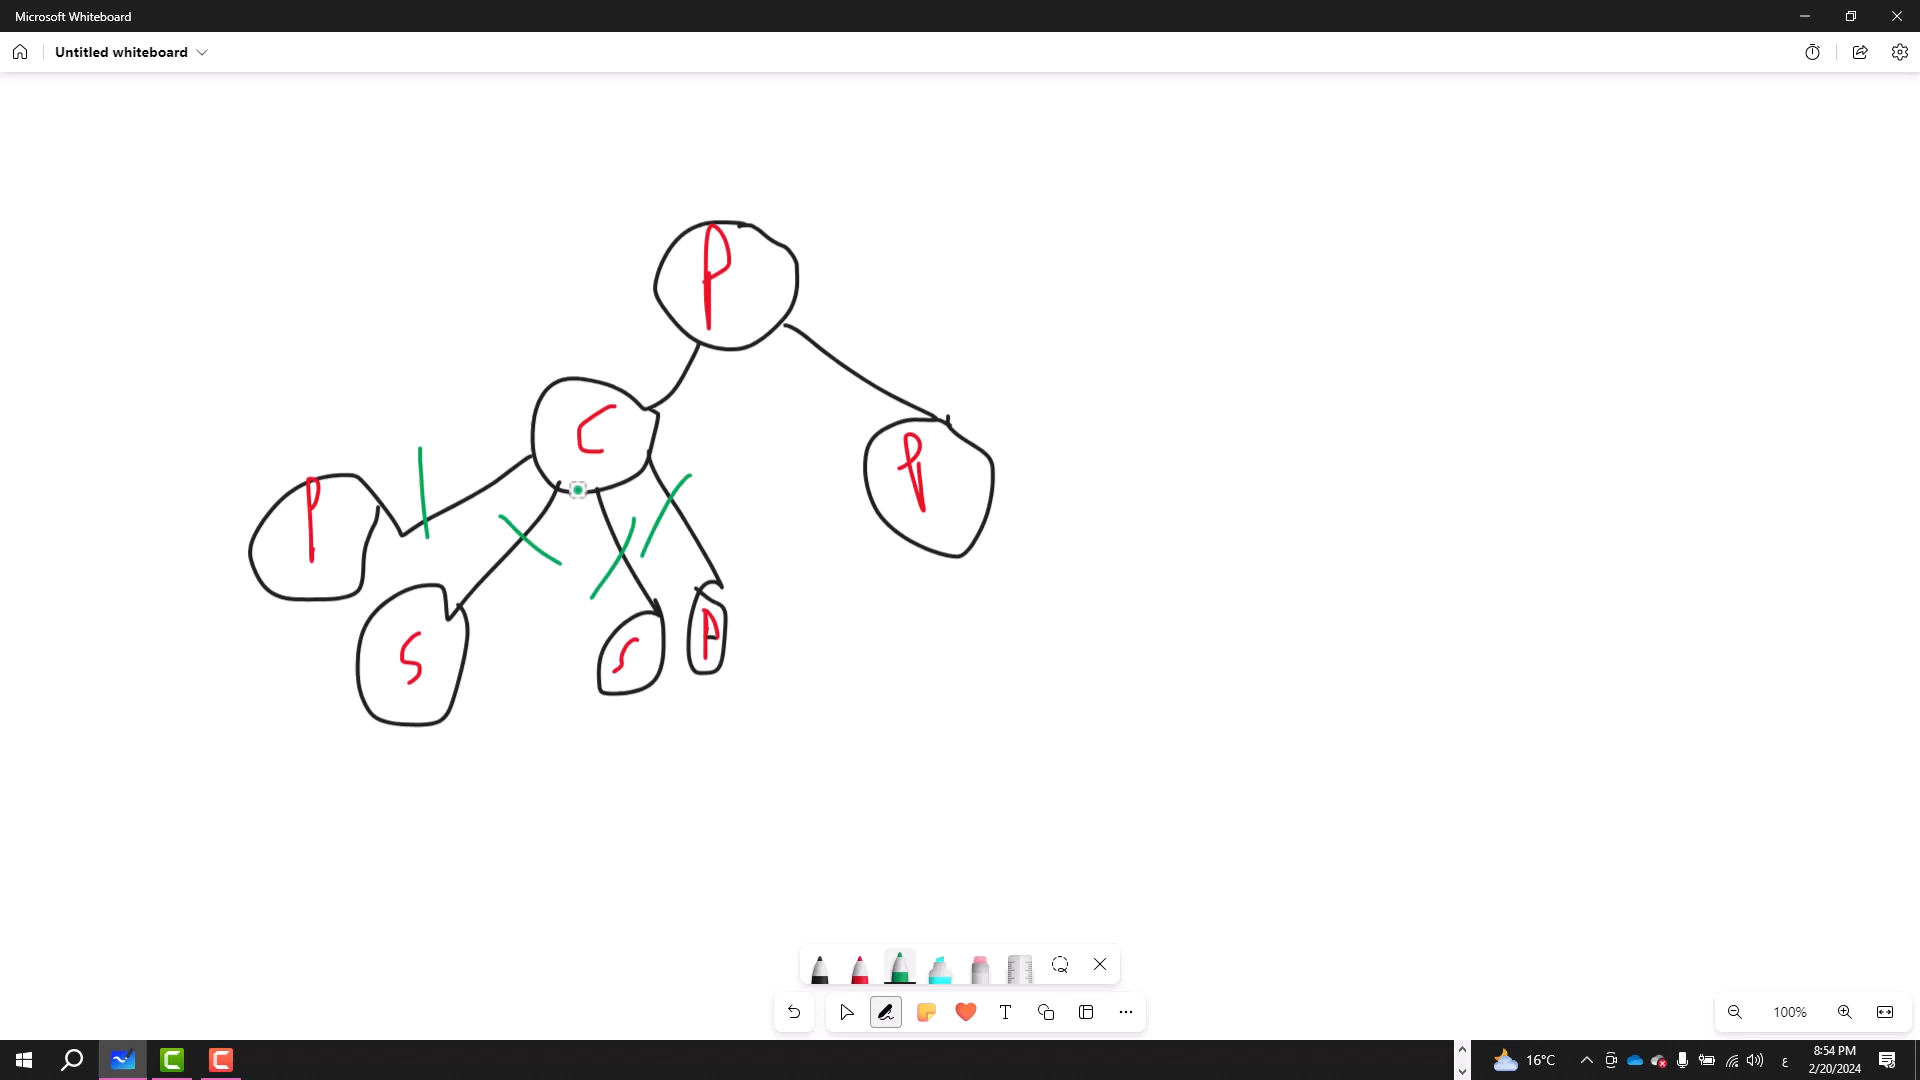 Microsoft Whiteboard
Untitled whiteboard
P
C
P
P
S
S
P
100%
16°C
ع
8:54 PM
2/20/2024